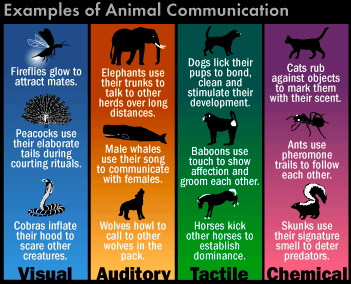 Examples of Animal Communication
Fireflies glow to
attract mates.
Peacocks use their
elaborate
tails during
courting rituals.
Cobras inflate
their hood to
scare other
creatures.
Visual
Elephants use
their trunks to
talk to other
herds over long
distances.
Male whales
use their song
to communicate
with females.
Wolves howl to
call to other
wolves in the
pack.
Auditory
Dogs lick their
pups to bond,
clean and
stimulate their
development.
Baboons use
touch to show
affection and
groom each other.
Horses kick
other horses to
establish
dominance.
Tactile
Cats rub
against objects
to mark them
with their scent.
Ants use
pheromone
trails to follow
each other.
Skunks use
their signature
smell to deter
predators.
Chemical